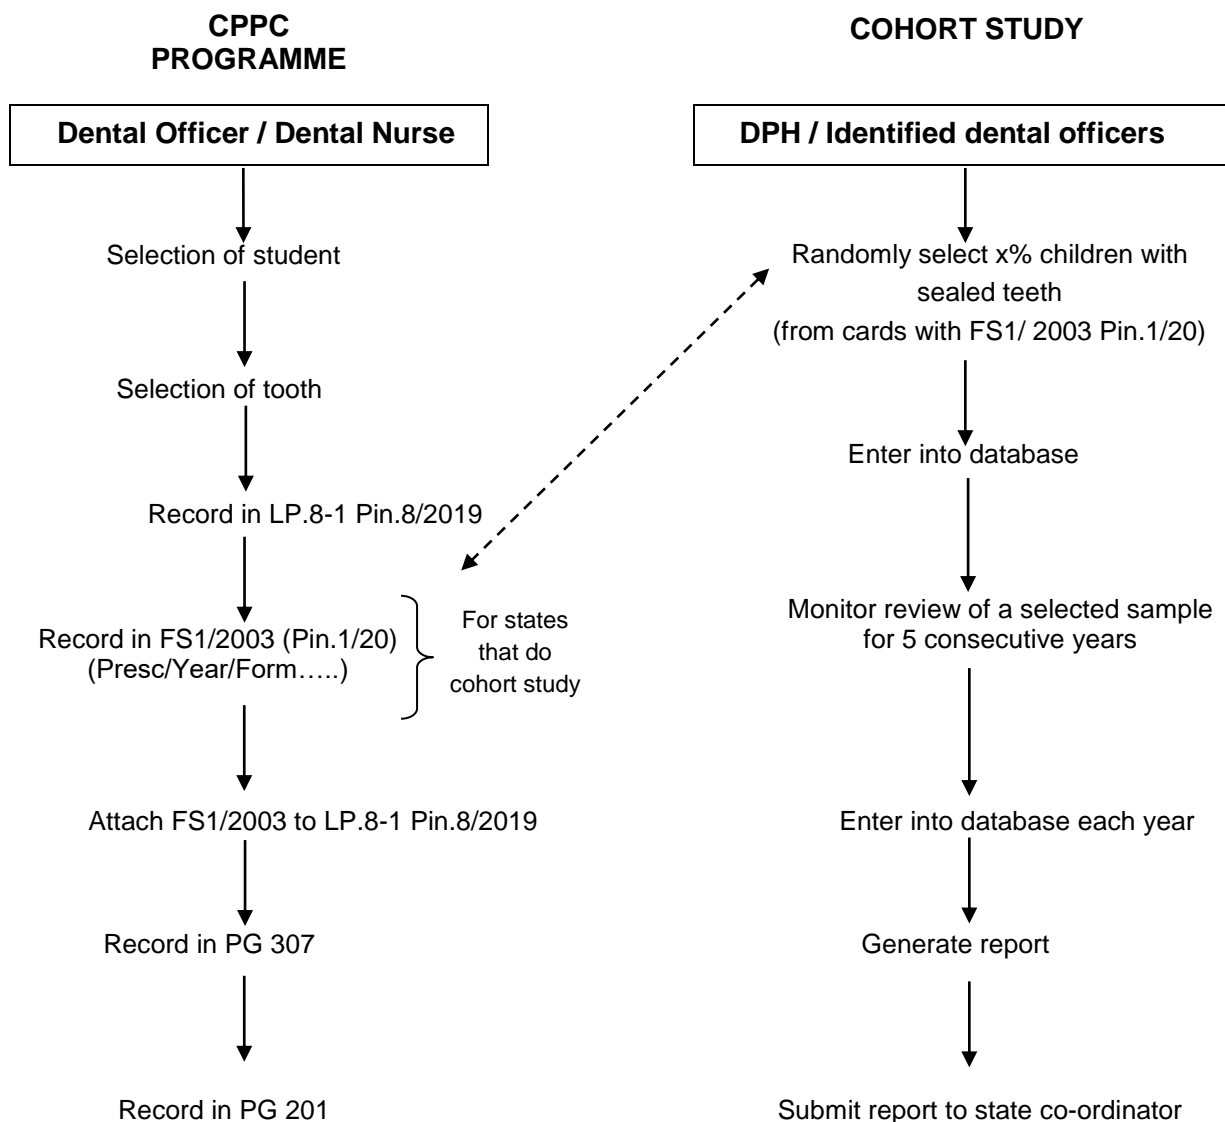 CPPC
PROGRAMME
Dental Officer / Dental Nurse
Selection of student
Selection of tooth
Record in LP.8-1 Pin.8/2019
Record in FS1/2003 (Pin.1/20)
(Presc/Year/Form…..)
For states
that do
cohort study
Attach FS1/2003 to LP.8-1 Pin.8/2019
Record in PG 307
Record in PG 201
COHORT STUDY
DPH / Identified dental officers
Randomly select x% children with
sealed teeth
(from cards with FS1/ 2003 Pin.1/20)
Enter into database
Monitor review of a selected sample
for 5 consecutive years
Enter into database each year
Generate report
Submit report to state co-ordinator